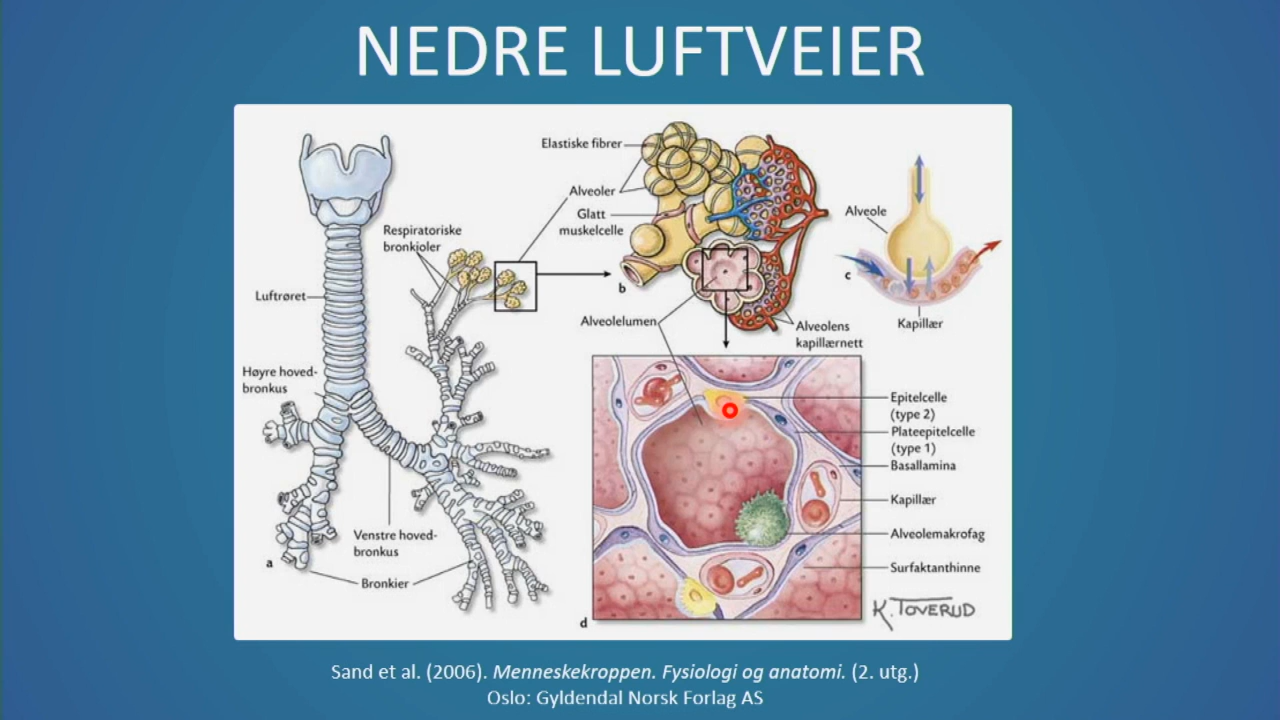 NEDRE LUFTVEIER
Elastiske fibrer
Alveoler
Glatt
muskelcelle
Respiratoriske
bronkioler
Luftrøret
Høyre hoved-
bronkus
Venstre hoved-
bronkus
Bronkier
a
b
Alveolelumen
Alveolens
kapillærnett
Alveole
c
Kapillær
Epitelcelle
(type 2)
Plateepitelcelle
(type 1)
Basallamina
Kapillær
Alveolemakrofag
Surfaktanthinne
d
K. TOVERUD
Sand et al. (2006). Menneskekroppen. Fysiologi og anatomi. (2. utg.)
Oslo: Gyldendal Norsk Forlag AS